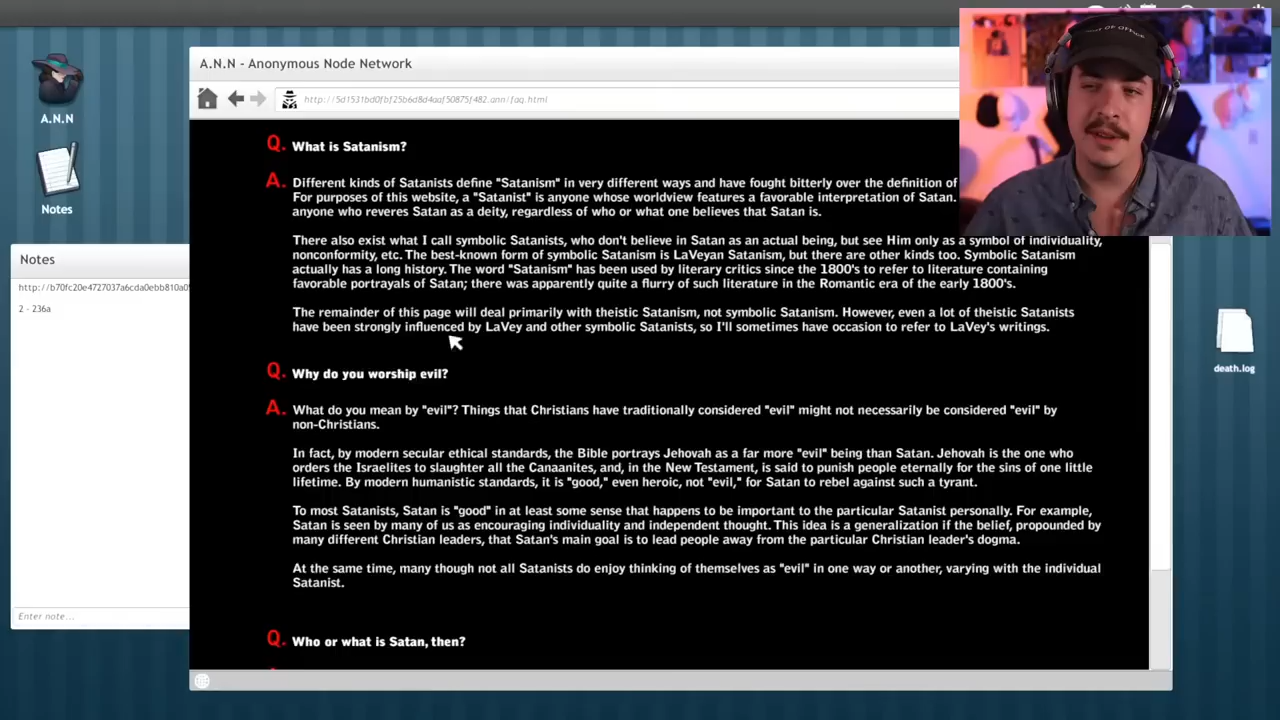 A.N.N - Anonymous Node Network
http://5d1531bd0fbf25b6d8d4aaf50875f482.ann/faq.html
A.N.N
Notes
Q. What is Satanism?
A. Different kinds of Satanists define "Satanism" in very different ways and have fought bitterly over the definition of
For purposes of this website, a "Satanist" is anyone whose worldview features a favorable interpretation of Satan.
anyone who reveres Satan as a deity, regardless of who or what one believes that Satan is.
There also exist what I call symbolic Satanists, who don't believe in Satan as an actual being, but see Him only as a symbol of individuality,
nonconformity, etc. The best-known form of symbolic Satanism is LaVeyan Satanism, but there are other kinds too. Symbolic Satanism
actually has a long history. The word "Satanism" has been used by literary critics since the 1800's to refer to literature containing
favorable portrayals of Satan; there was apparently quite a flurry of such literature in the Romantic era of the early 1800's.
The remainder of this page will deal primarily with theistic Satanism, not symbolic Satanism. However, even a lot of theistic Satanists
have been strongly influenced by LaVey and other symbolic Satanists, so I'll sometimes have occasion to refer to LaVey's writings.
Q. Why do you worship evil?
A. What do you mean by "evil"? Things that Christians have traditionally considered "evil" might not necessarily be considered "evil" by
non-Christians.
In fact, by modern secular ethical standards, the Bible portrays Jehovah as a far more "evil" being than Satan. Jehovah is the one who
orders the Israelites to slaughter all the Canaanites, and, in the New Testament, is said to punish people eternally for the sins of one little
lifetime. By modern humanistic standards, it is "good," even heroic, not "evil," for Satan to rebel against such a tyrant.
To most Satanists, Satan is "good" in at least some sense that happens to be important to the particular Satanist personally. For example,
Satan is seen by many of us as encouraging individuality and independent thought. This idea is a generalization if the belief, propounded by
many different Christian leaders, that Satan's main goal is to lead people away from the particular Christian leader's dogma.
At the same time, many though not all Satanists do enjoy thinking of themselves as "evil" in one way or another, varying with the individual
Satanist.
Q. Who or what is Satan, then?
Notes
http://b70fc20e4727037a6cda0ebb810a05
2 - 236a
Enter note...
death.log